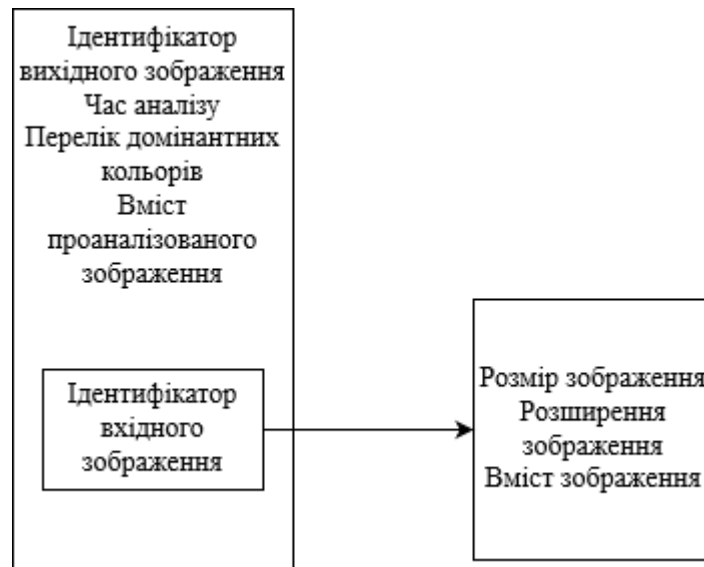 Ідентифікатор
вихідного зображення
Час аналізу
Перелік домінантних
кольорів
Вміст
проаналізованого
зображення
Ідентифікатор
вхідного
зображення
Розмір зображення
Розширення
зображення
Вміст зображення